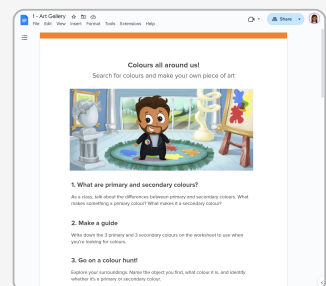 1 - Art Gallery
File Edit View Insert Format Tools Extensions Help
Share
Colours all around us!
Search for colours and make your own piece of art
1. What are primary and secondary colours?
As a class, talk about the differences between primary and secondary colours. What
makes something a primary colour? What makes it a secondary colour?
2. Make a guide
Write down the 3 primary and 3 secondary colours on the worksheet to use when
you're looking for colours.
3. Go on a colour hunt!
Explore your surroundings. Name the object you find, what colour it is, and identify
whether it's a primary or secondary colour.